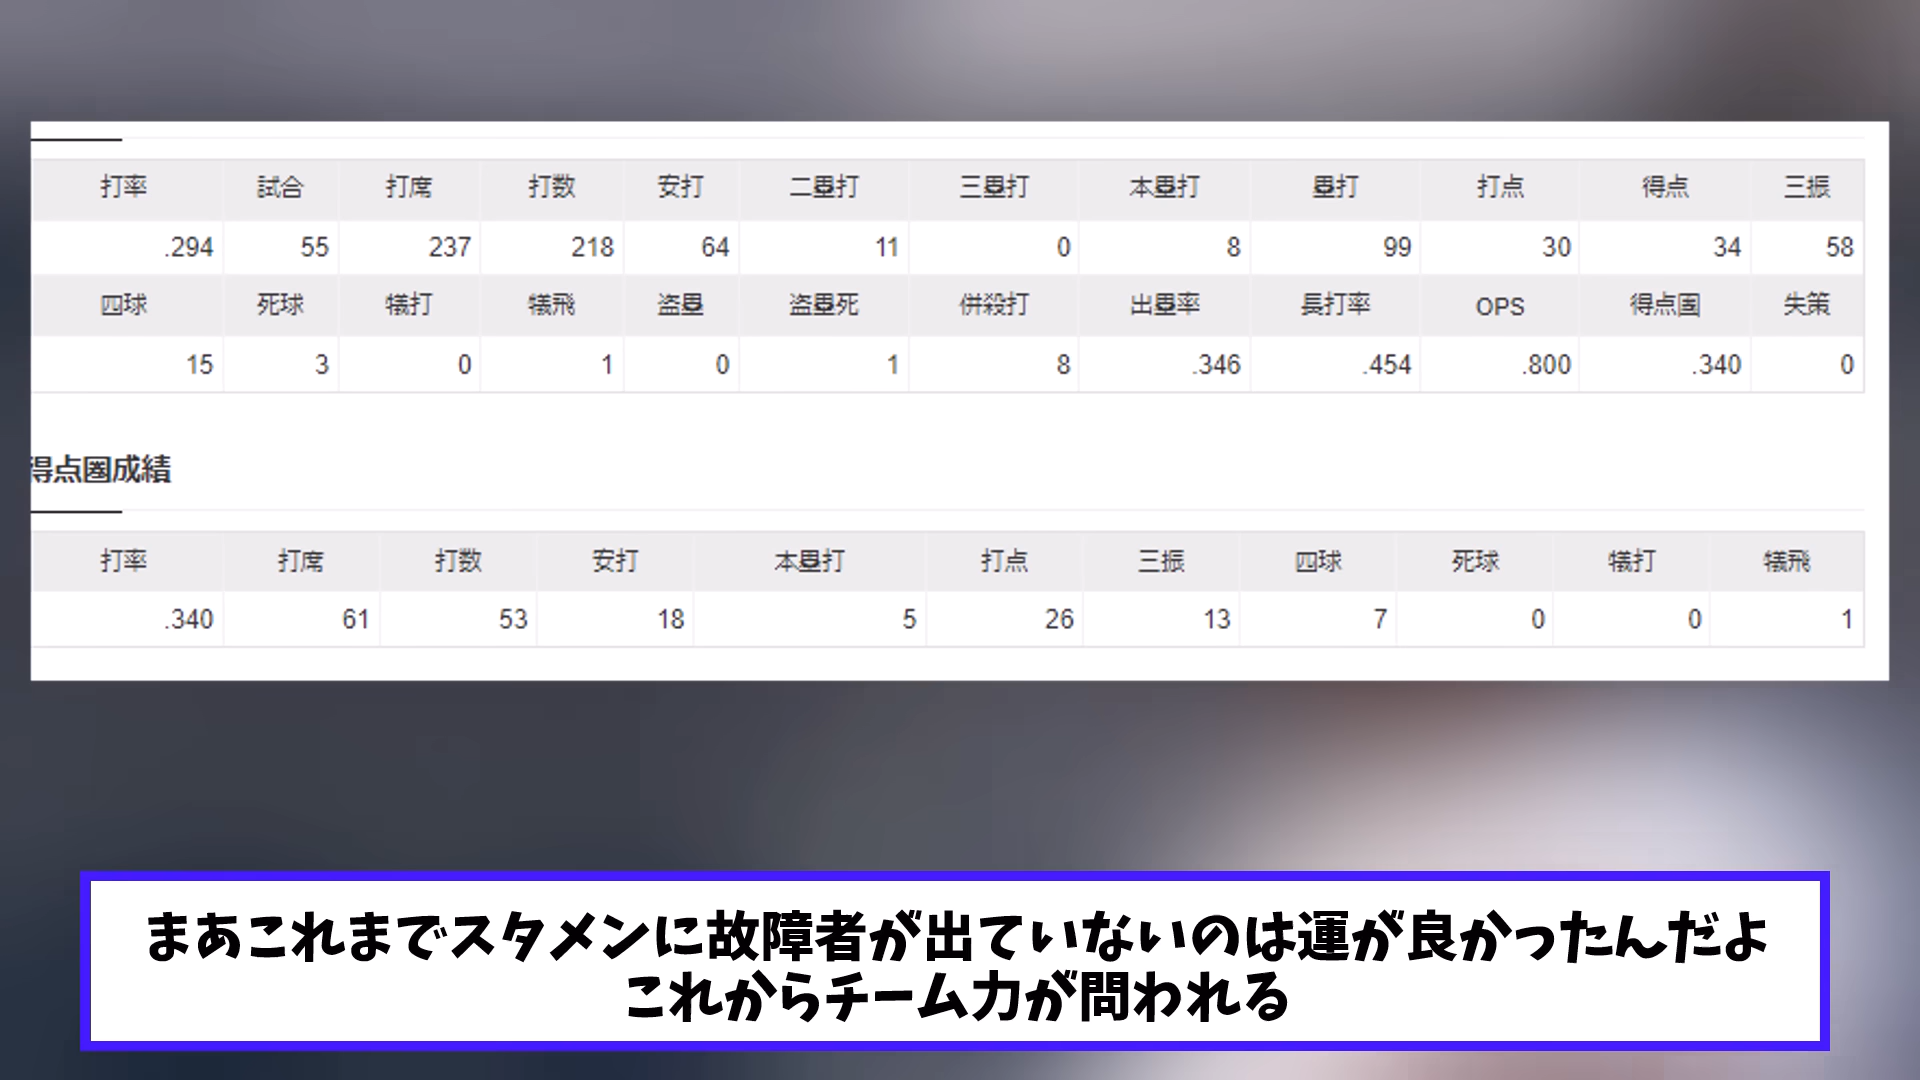 打率 試合 打席 打数 安打 二塁打 三塁打 本塁打 塁打 打点 得点 三振
.294 55 237 218 64 11 0 8 99 30 34 58
四球 死球 犠打 犠飛 盗塁 盗塁死 併殺打 出塁率 長打率 OPS 得点圏 失策
15 3 0 1 0 1 8 .346 .454 .800 .340 0
得点圏成績
打率 打席 打数 安打 本塁打 打点 三振 四球 死球 犠打 犠飛
.340 61 53 18 5 26 13 7 0 0 1
まあこれまでスタメンに故障者が出ていないのは運が良かったんだよ
これからチーム力が問われる